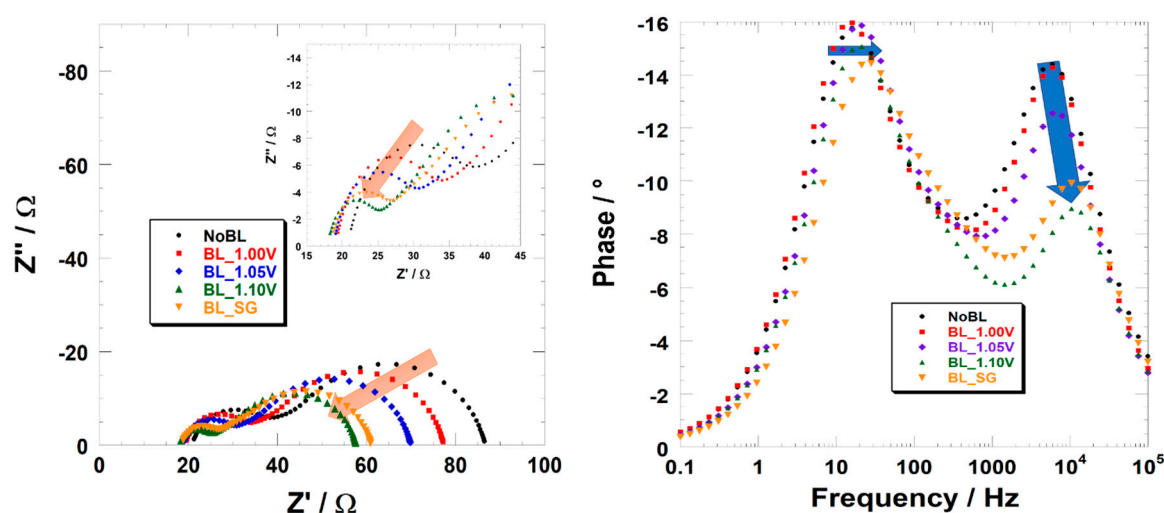 -80
-60
-40
-20
0
Z'' / Ω
0 20 40 60 80 100
Z' / Ω
NoBL
BL_1.00V
BL_1.05V
BL_1.10V
BL_SG
-14
-12
-10
-8
-6
-4
-2
0
Z'' / Ω
15 20 25 30 35 40 45
Z' / Ω
-16
-14
-12
-10
-8
-6
-4
-2
0
Phase / º
0.1 1 10 100 1000 10⁴ 10⁵
Frequency / Hz
NoBL
BL_1.00V
BL_1.05V
BL_1.10V
BL_SG